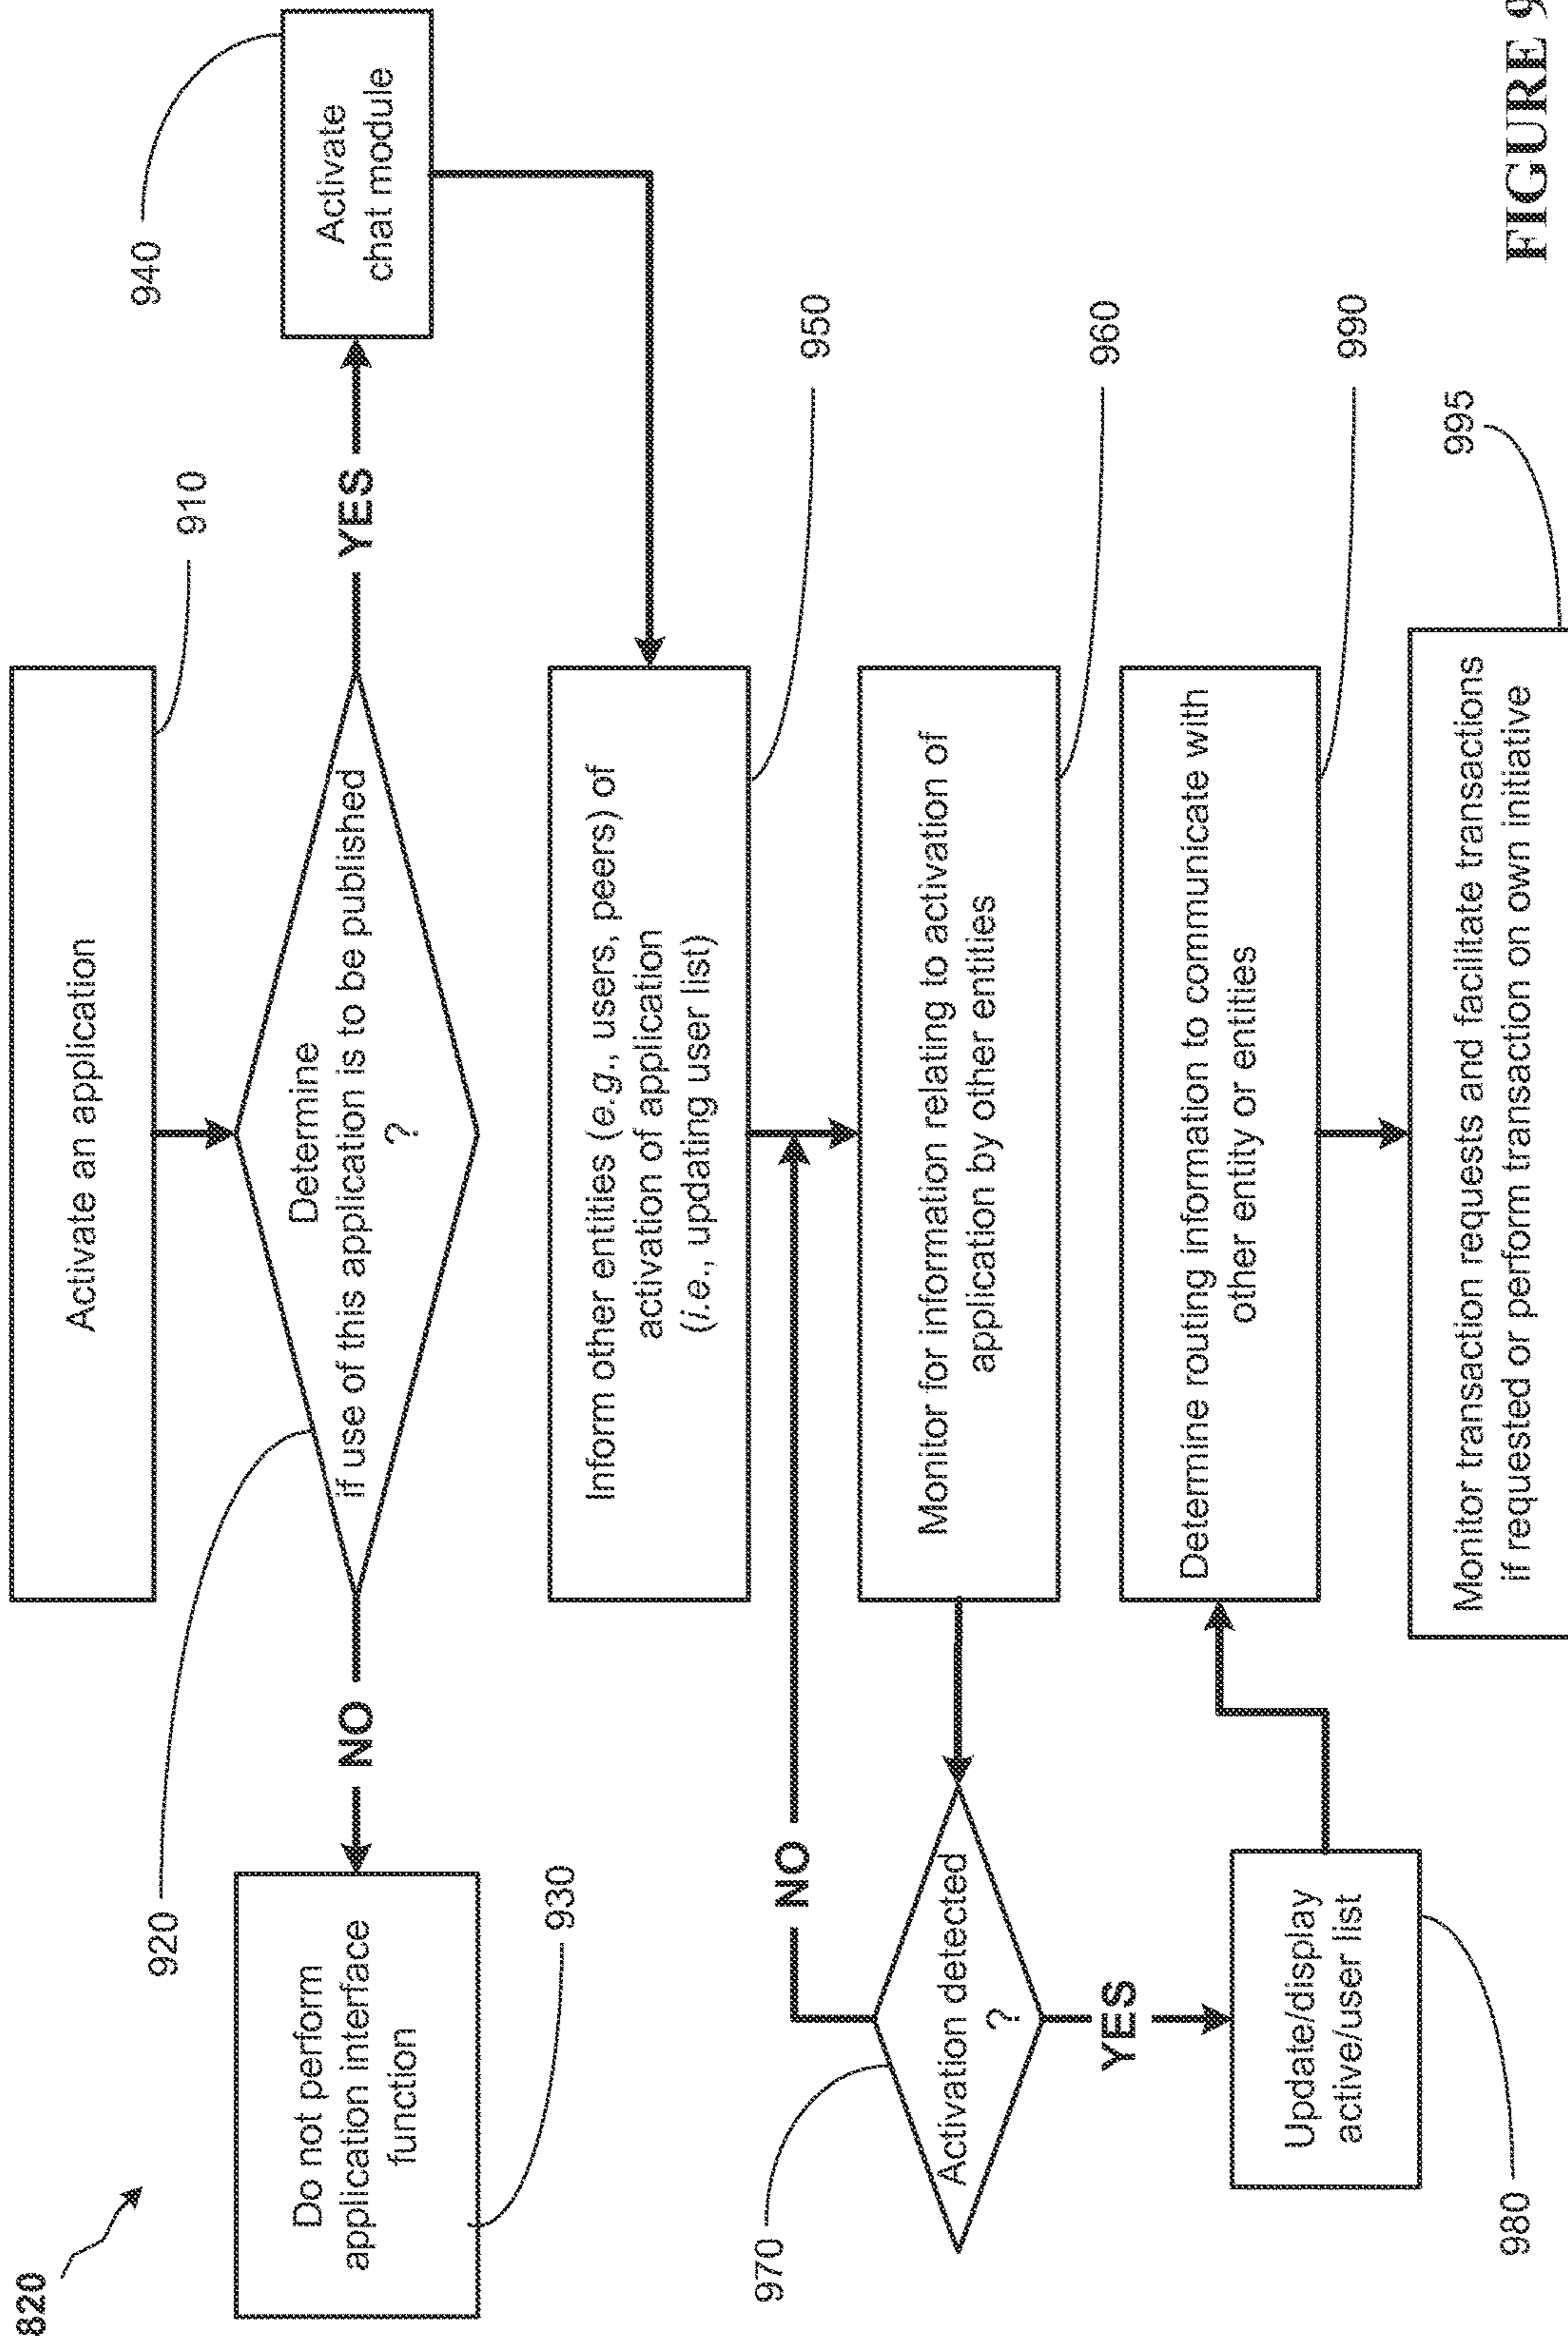 820
Activate an application
910
920
Determine
if use of this application is to be published
?
NO
YES
Do not perform
application interface
function
930
940
Activate
chat module
Inform other entities (e.g., users, peers) of
activation of application
(i.e., updating user list)
950
NO
Monitor for information relating to activation of
application by other entities
960
970
Activation detected
?
YES
Update/display
active/user list
980
Determine routing information to communicate with
other entity or entities
990
Monitor transaction requests and facilitate transactions
if requested or perform transaction on own initiative
995
FIGURE 9